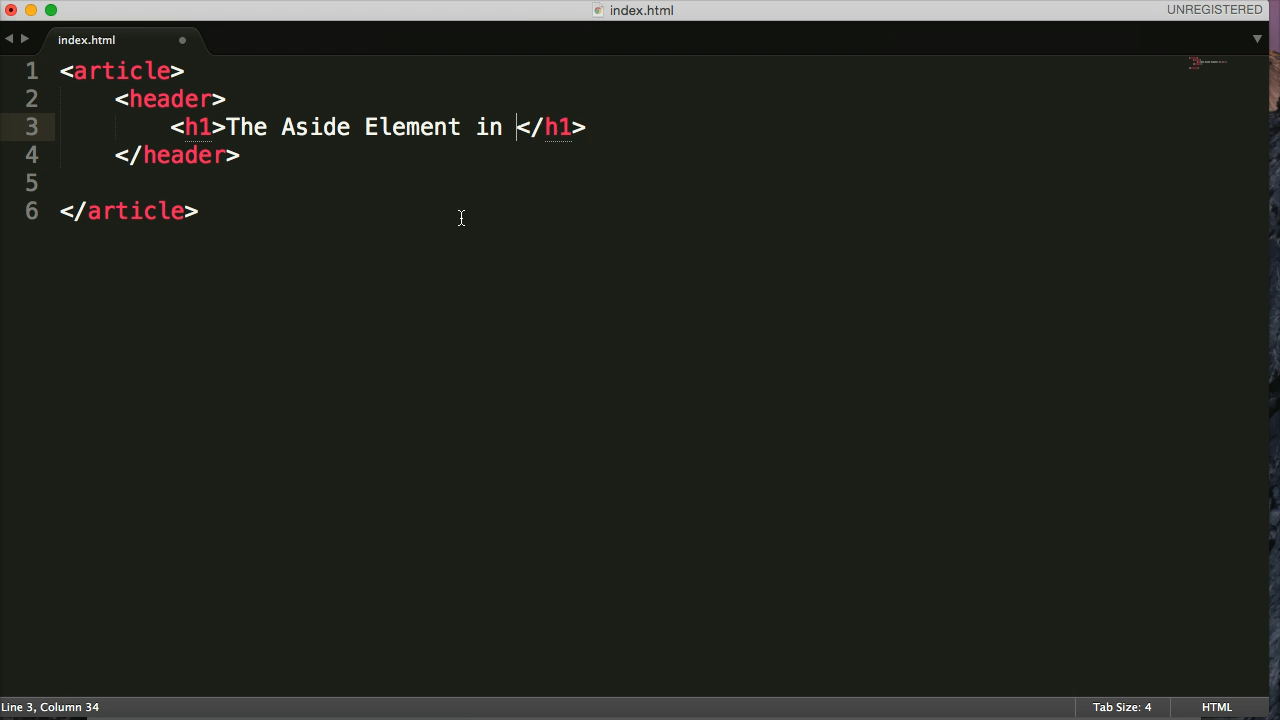 index.html
UNREGISTERED
index.html
1 <article>
2 <header>
3 <h1>The Aside Element in </h1>
4 </header>
5
6 </article>
Line 3, Column 34
Tab Size: 4
HTML